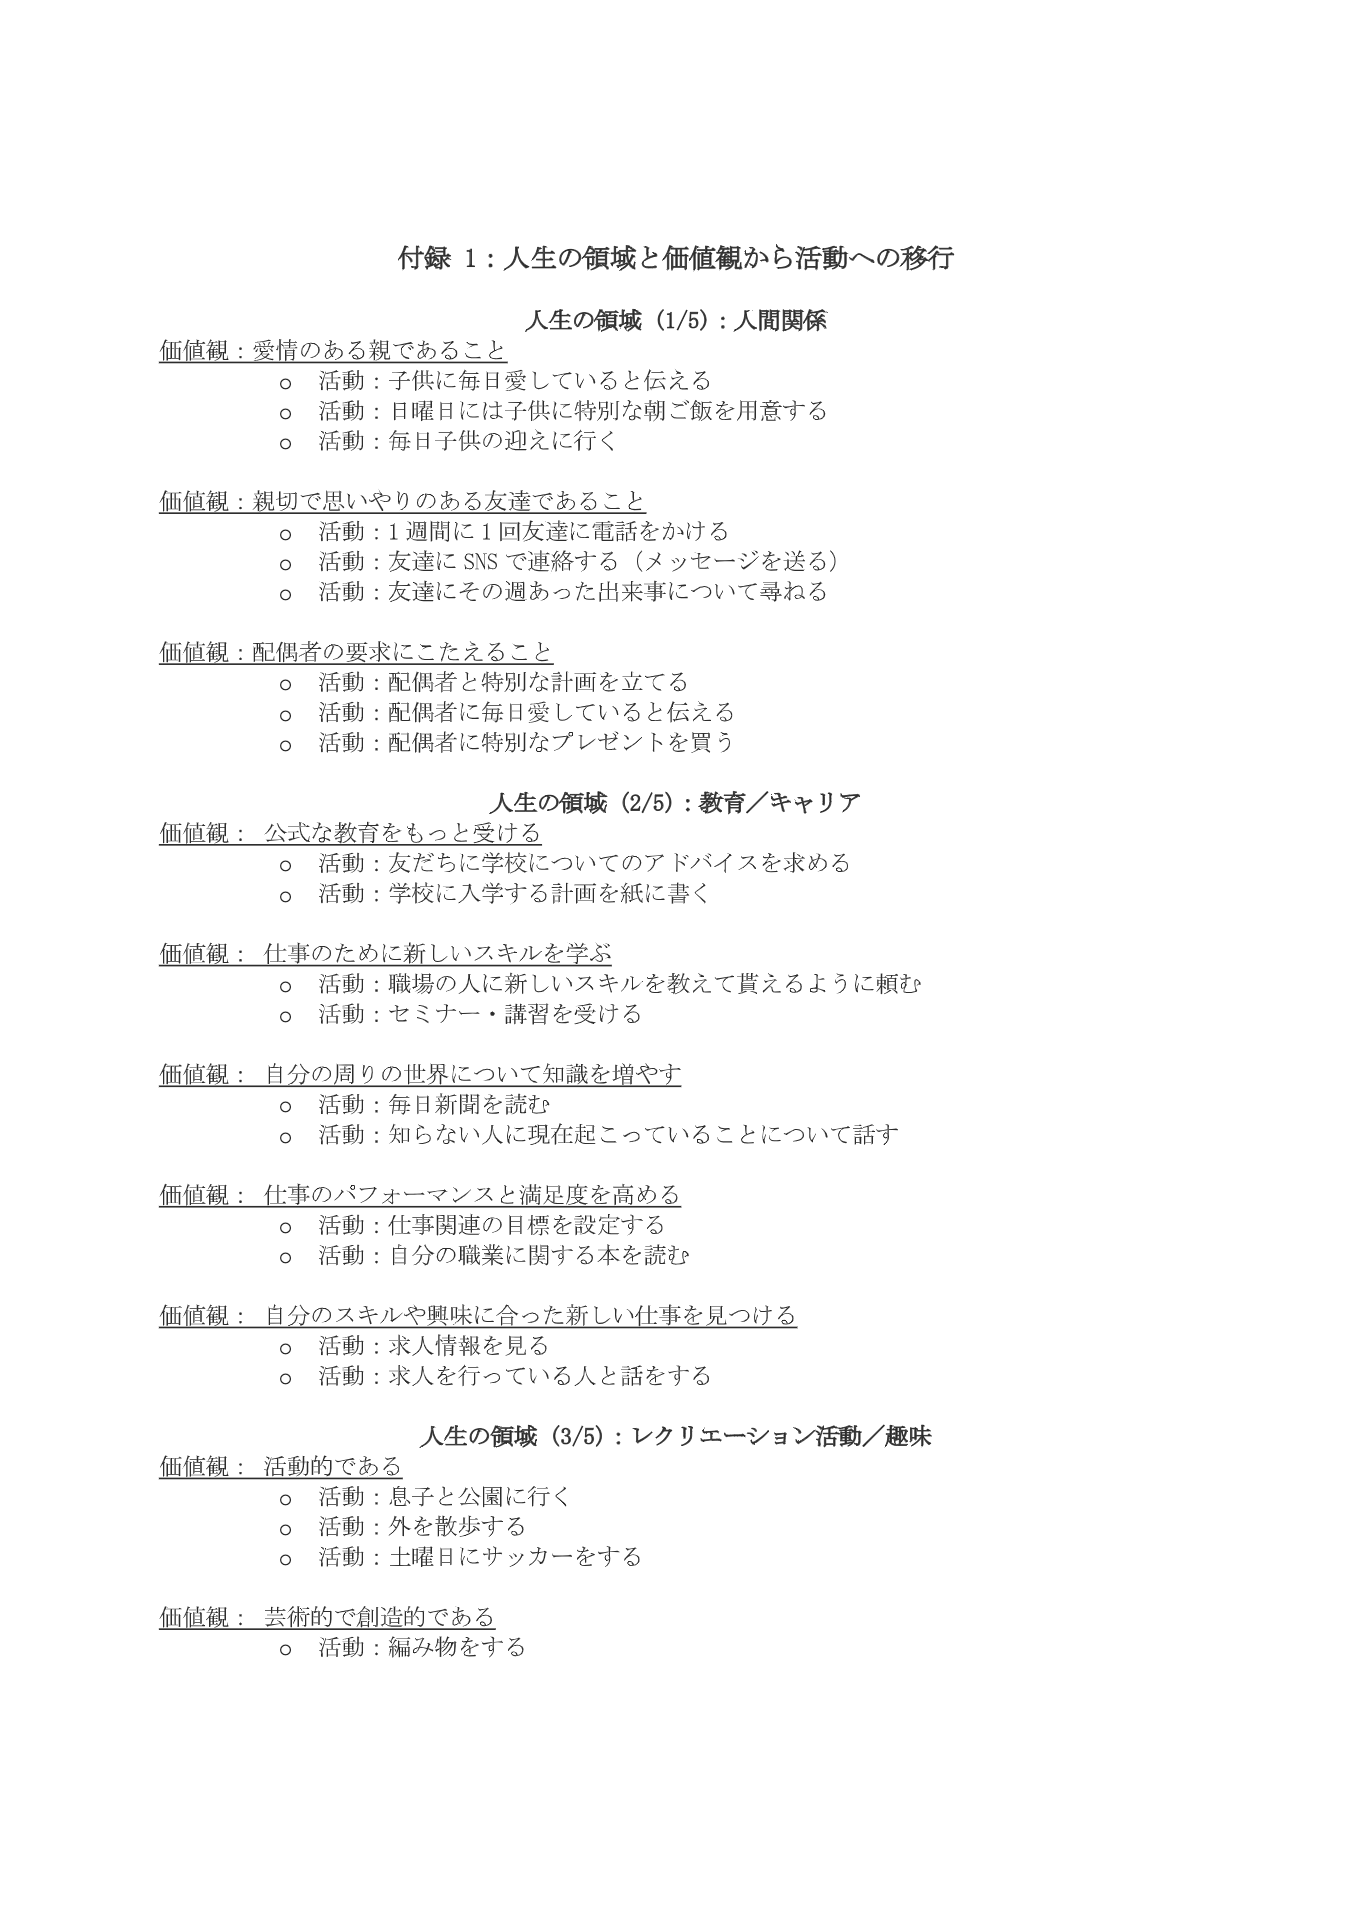 付録 1：人生の領域と価値観から活動への移行
人生の領域（1/5）：人間関係
価値観：愛情のある親であること
○ 活動：子供に毎日愛していると伝える
○ 活動：日曜日には子供に特別な朝ご飯を用意する
○ 活動：毎日子供の迎えに行く
価値観：親切で思いやりのある友達であること
○ 活動：1 週間に 1 回友達に電話をかける
○ 活動：友達に SNS で連絡する（メッセージを送る）
○ 活動：友達にその週あった出来事について尋ねる
価値観：配偶者の要求にこたえること
○ 活動：配偶者と特別な計画を立てる
○ 活動：配偶者に毎日愛していると伝える
○ 活動：配偶者に特別なプレゼントを買う
人生の領域（2/5）：教育／キャリア
価値観： 公式な教育をもっと受ける
○ 活動：友だちに学校についてのアドバイスを求める
○ 活動：学校に入学する計画を紙に書く
価値観： 仕事のために新しいスキルを学ぶ
○ 活動：職場の人に新しいスキルを教えて貰えるように頼む
○ 活動：セミナー・講習を受ける
価値観： 自分の周りの世界について知識を増やす
○ 活動：毎日新聞を読む
○ 活動：知らない人に現在起こっていることについて話す
価値観： 仕事のパフォーマンスと満足度を高める
○ 活動：仕事関連の目標を設定する
○ 活動：自分の職業に関する本を読む
価値観： 自分のスキルや興味に合った新しい仕事を見つける
○ 活動：求人情報を見る
○ 活動：求人を行っている人と話をする
人生の領域（3/5）：レクリエーション活動／趣味
価値観： 活動的である
○ 活動：息子と公園に行く
○ 活動：外を散歩する
○ 活動：土曜日にサッカーをする
価値観： 芸術的で創造的である
○ 活動：編み物をする